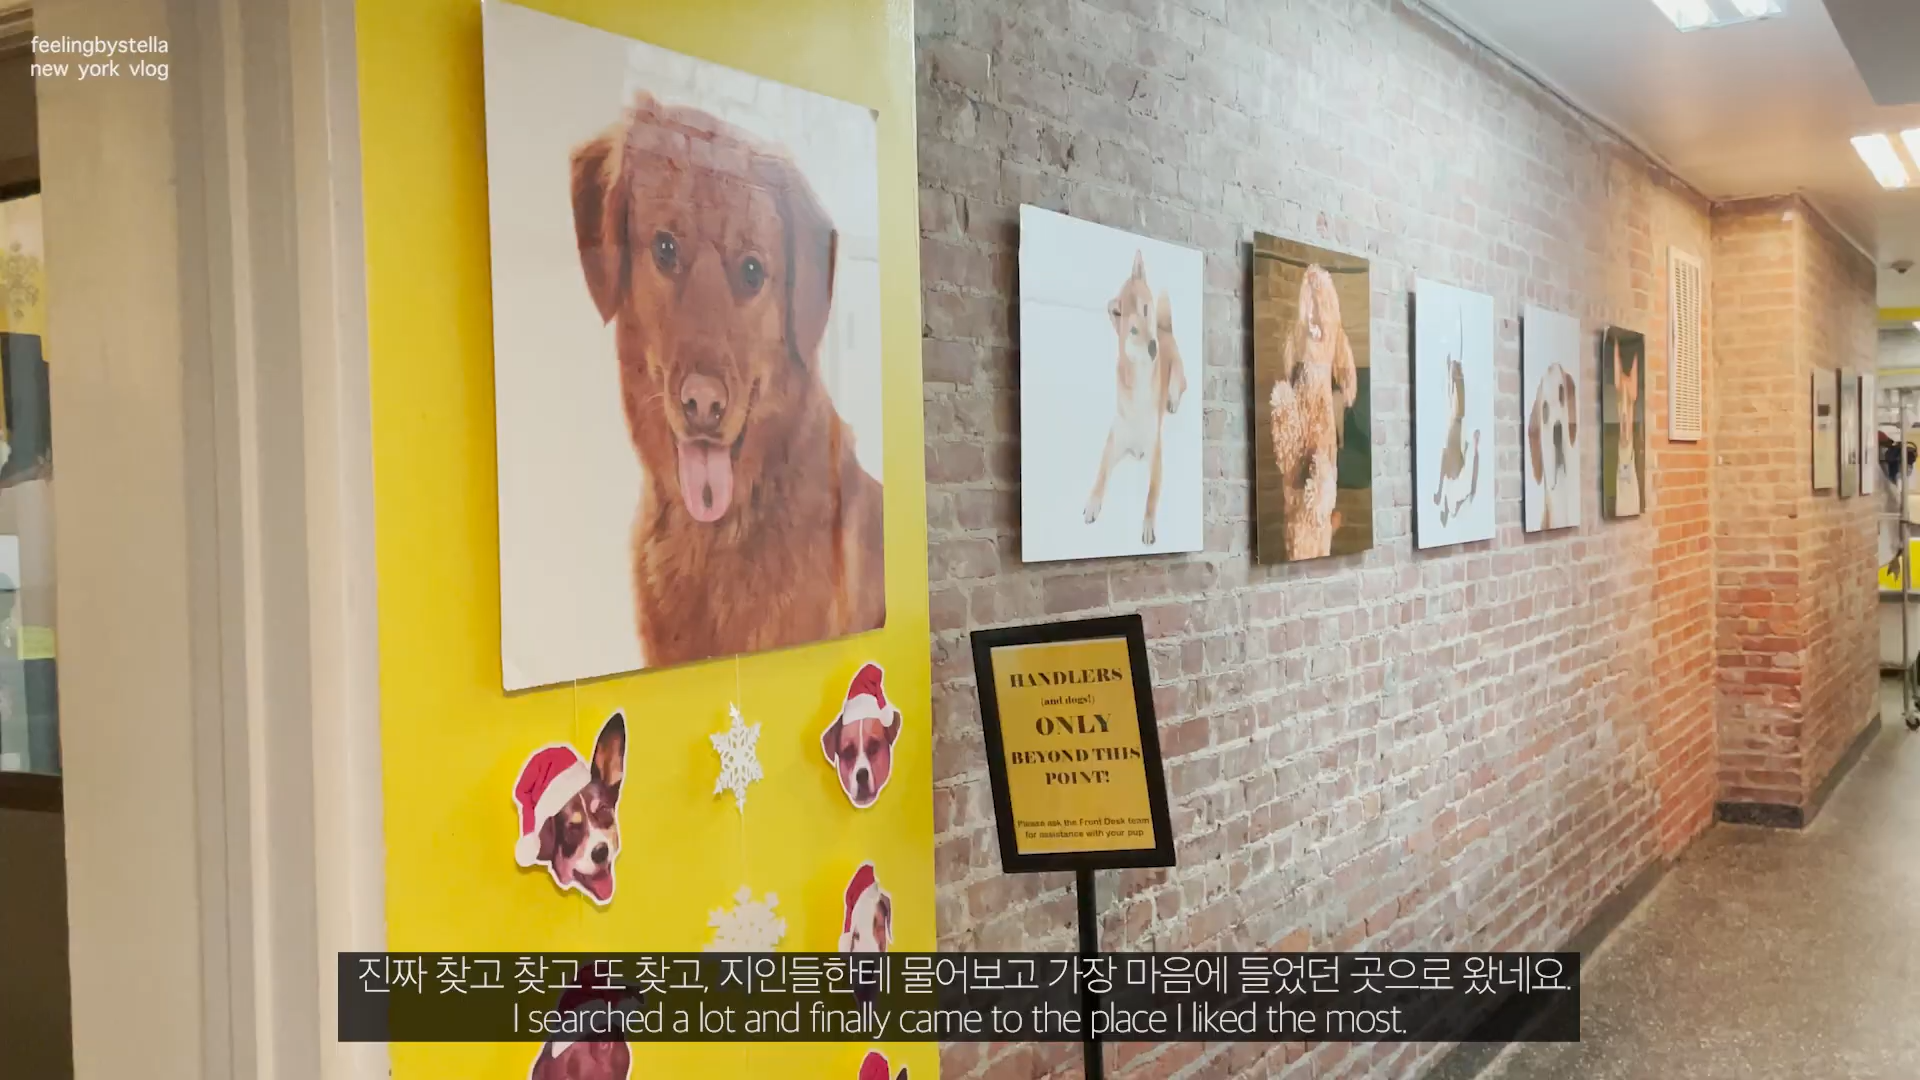 feelingbystella
new york vlog
HANDLERS
(and dogs!)
ONLY
BEYOND THIS
POINT!
Please ask the Front Desk team
for assistance with your pup
진짜 찾고 찾고 또 찾고, 지인들한테 물어보고 가장 마음에 들었던 곳으로 왔네요.
I searched a lot and finally came to the place I liked the most.